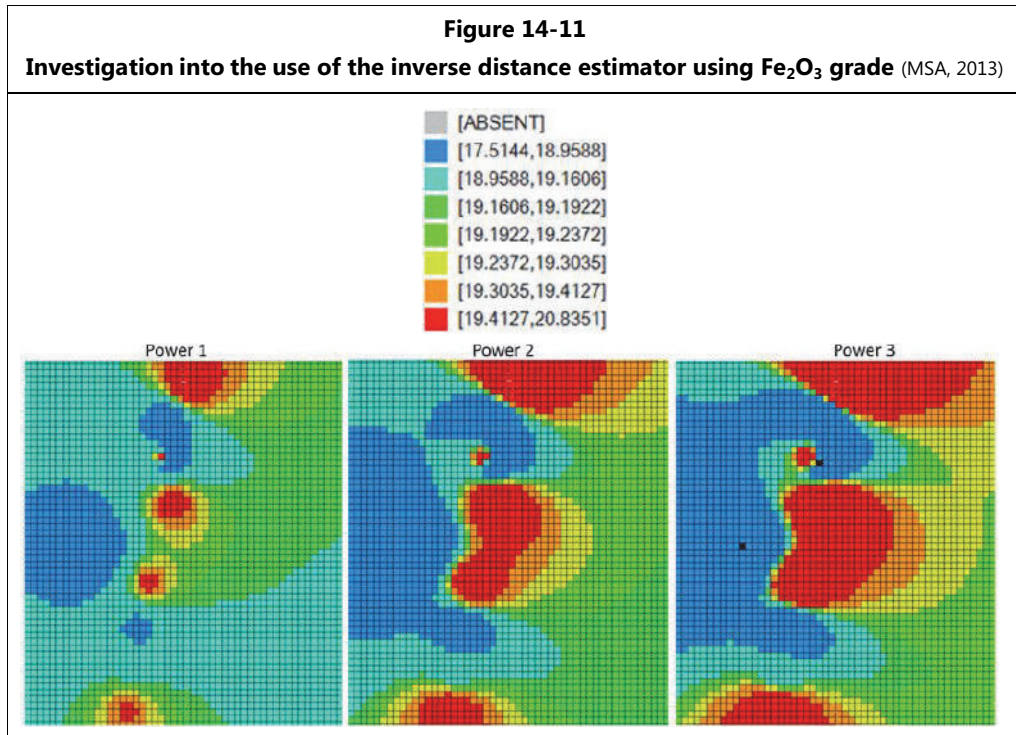 Figure 14-11
Investigation into the use of the inverse distance estimator using Fe₂O₃ grade (MSA, 2013)
[ABSENT]
[17.5144,18.9588]
[18.9588,19.1606]
[19.1606,19.1922]
[19.1922,19.2372]
[19.2372,19.3035]
[19.3035,19.4127]
[19.4127,20.8351]
Power 1 Power 2 Power 3